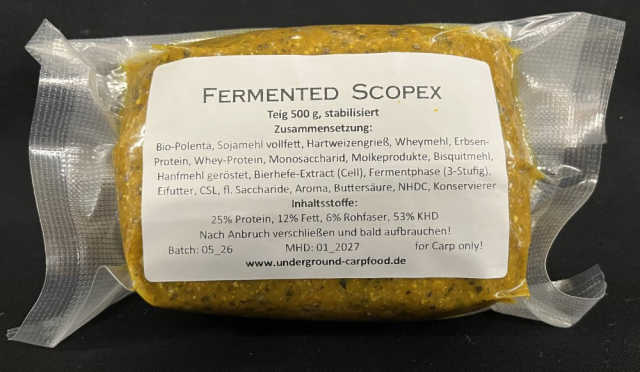 FERMENTED SCOPEX
Teig 500 g, stabilisiert
Zusammensetzung:
Bio-Polenta, Sojamehl vollfett, Hartweizengrieß, Wheymehl, Erbsen-
Protein, Whey-Protein, Monosaccharid, Molkeprodukte, Bisquitmehl,
Hanfmehl geröstet, Bierhefe-Extract (Cell), Fermentphase (3-Stufig),
Eifutter, CSL, fl. Saccharide, Aroma, Buttersäure, NHDC, Konservierer
Inhaltsstoffe:
25% Protein, 12% Fett, 6% Rohfaser, 53% KHD
Nach Anbruch verschließen und bald aufbrauchen!
Batch: 05_26 MHD: 01_2027 for Carp only!
www.underground-carpfood.de